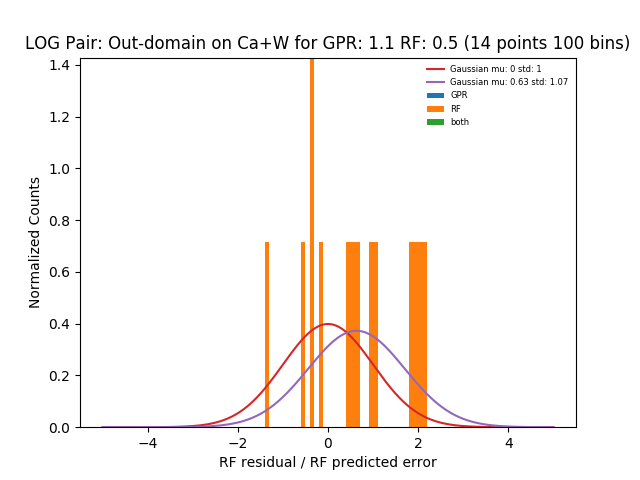 LOG Pair: Out-domain on Ca+W for GPR: 1.1 RF: 0.5 (14 points 100 bins)
Gaussian mu: 0 std: 1
Gaussian mu: 0.63 std: 1.07
GPR
RF
both
Normalized Counts
1.4
1.2
1.0
0.8
0.6
0.4
0.2
0.0
−4
−2
0
2
4
RF residual / RF predicted error